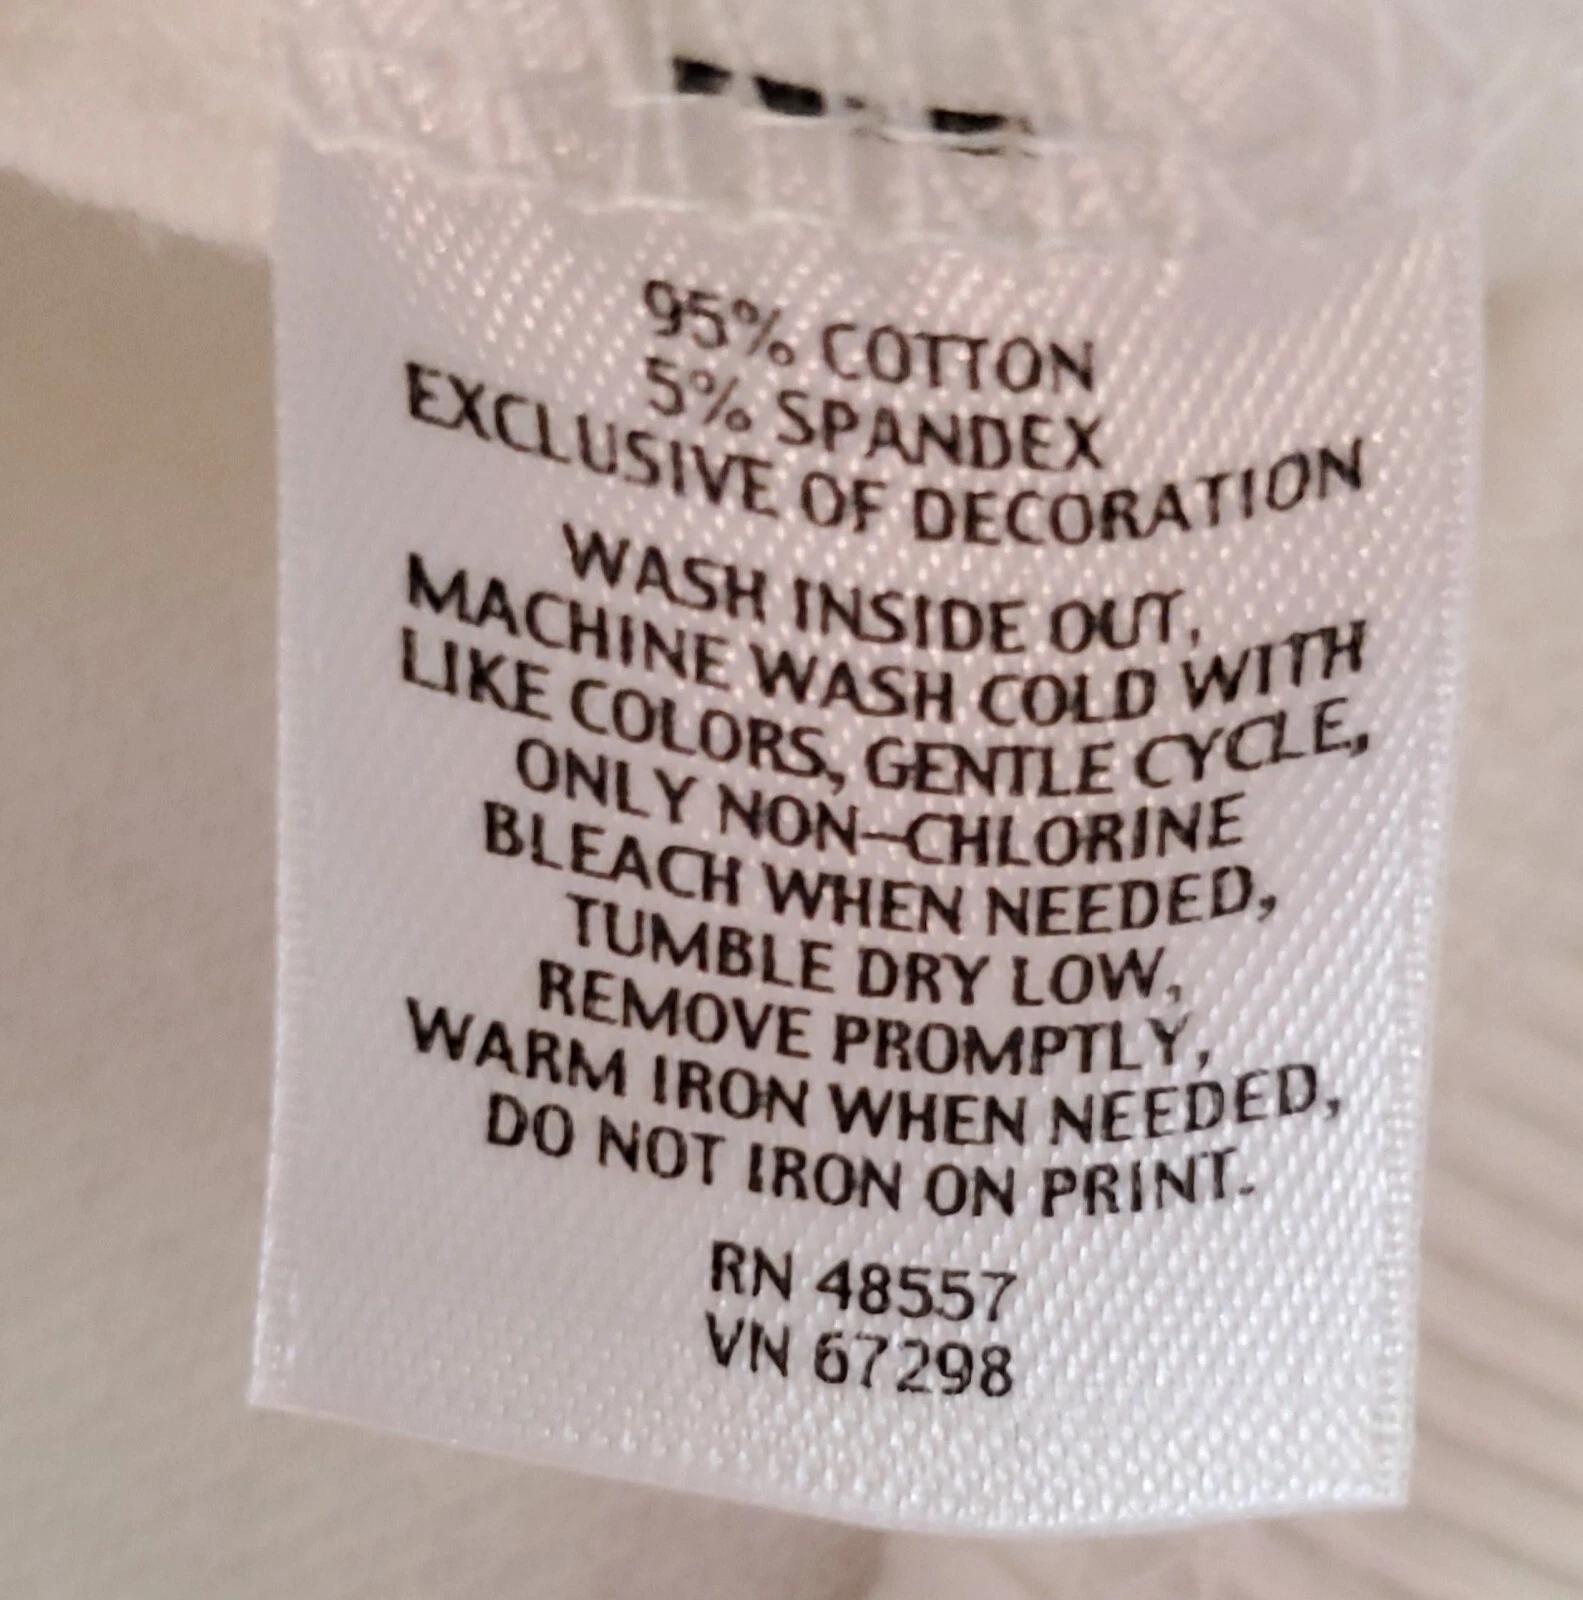 95% COTTON
5% SPANDEX
EXCLUSIVE OF DECORATION
WASH INSIDE OUT,
MACHINE WASH COLD WITH
LIKE COLORS, GENTLE CYCLE,
ONLY NON-CHLORINE
BLEACH WHEN NEEDED,
TUMBLE DRY LOW,
REMOVE PROMPTLY,
WARM IRON WHEN NEEDED,
DO NOT IRON ON PRINT.
RN 48557
VN 67298